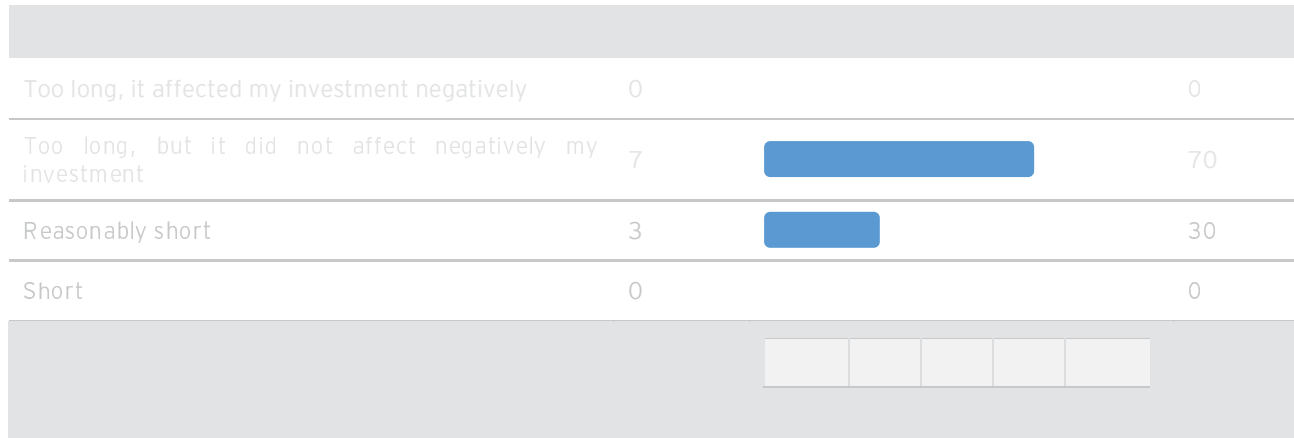 Too long, it affected my investment negatively 0 0
Too long, but it did not affect negatively my
investment 7 70
Reasonably short 3 30
Short 0 0